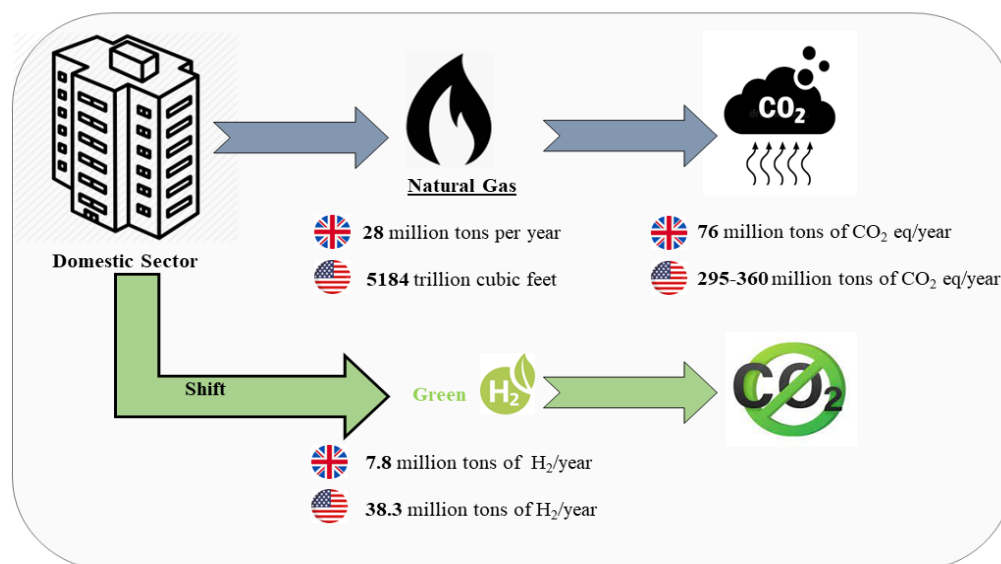 CO₂
Natural Gas
28 million tons per year
76 million tons of CO₂ eq/year
Domestic Sector
5184 trillion cubic feet
295-360 million tons of CO₂ eq/year
Shift
Green
H₂
CO₂
7.8 million tons of H₂/year
38.3 million tons of H₂/year